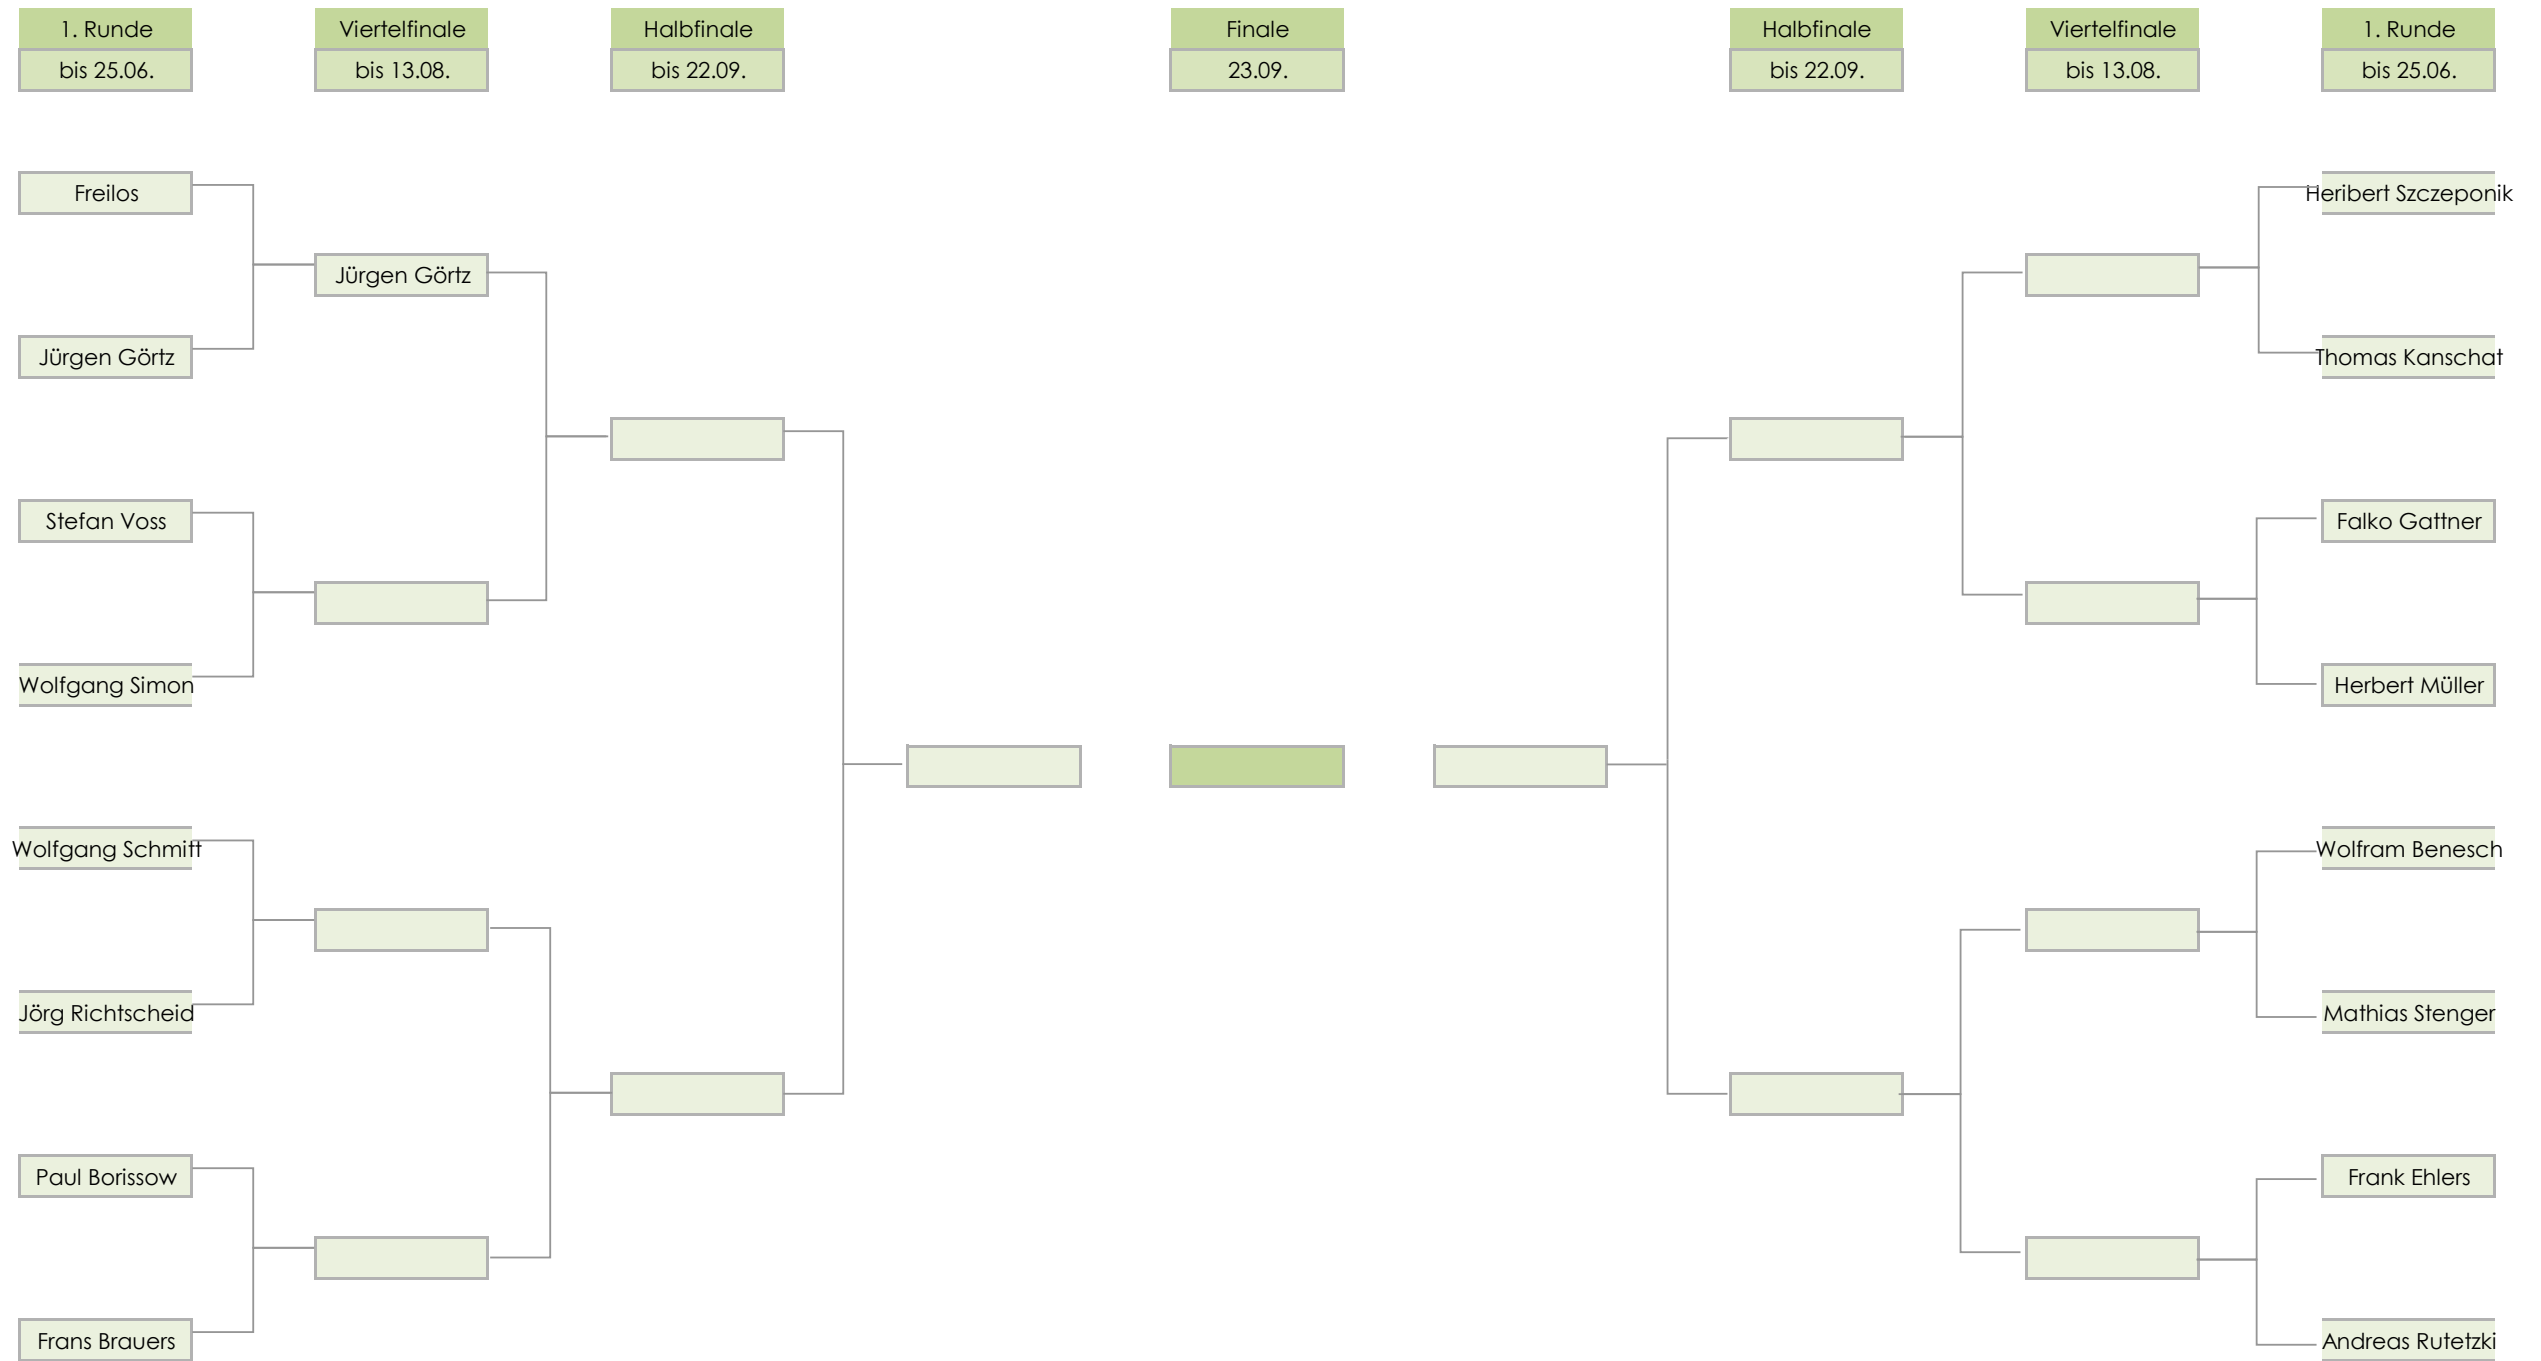 1. Runde
Viertelfinale
Halbfinale
Finale
Halbfinale
Viertelfinale
1. Runde
bis 25.06.
bis 13.08.
bis 22.09.
23.09.
bis 22.09.
bis 13.08.
bis 25.06.
Freilos
Heribert Szczeponik
Jürgen Görtz
Jürgen Görtz
Thomas Kanschat
Stefan Voss
Falko Gattner
Wolfgang Simon
Herbert Müller
Wolfgang Schmitt
Wolfram Benesch
Jörg Richtscheid
Mathias Stenger
Paul Borissow
Frank Ehlers
Frans Brauers
Andreas Rutetzki